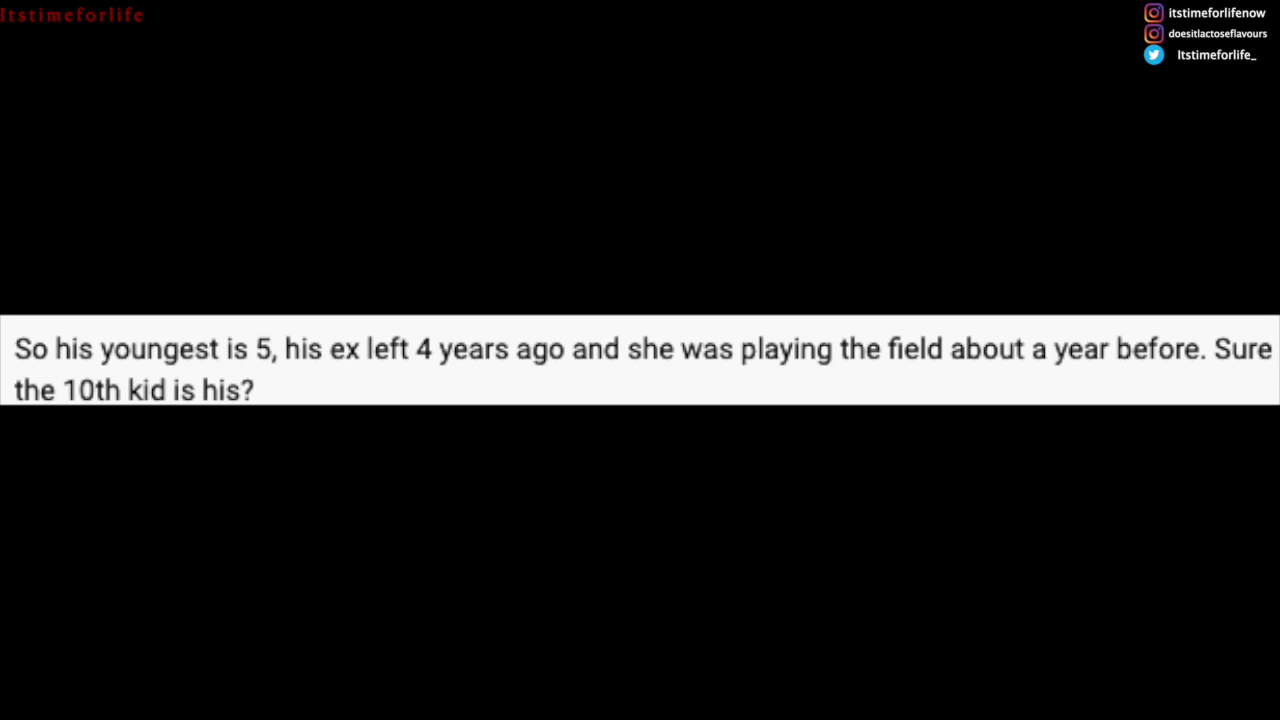 Itstimeforlife
itstimeforlifenow
doesitlactoseflavours
Itstimeforlife_
So his youngest is 5, his ex left 4 years ago and she was playing the field about a year before. Sure
the 10th kid is his?